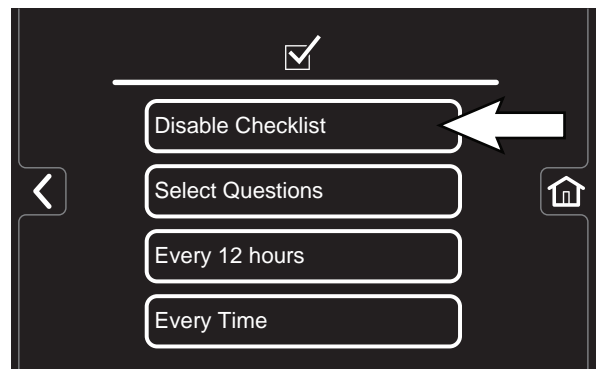 Disable Checklist
Select Questions
Every 12 hours
Every Time